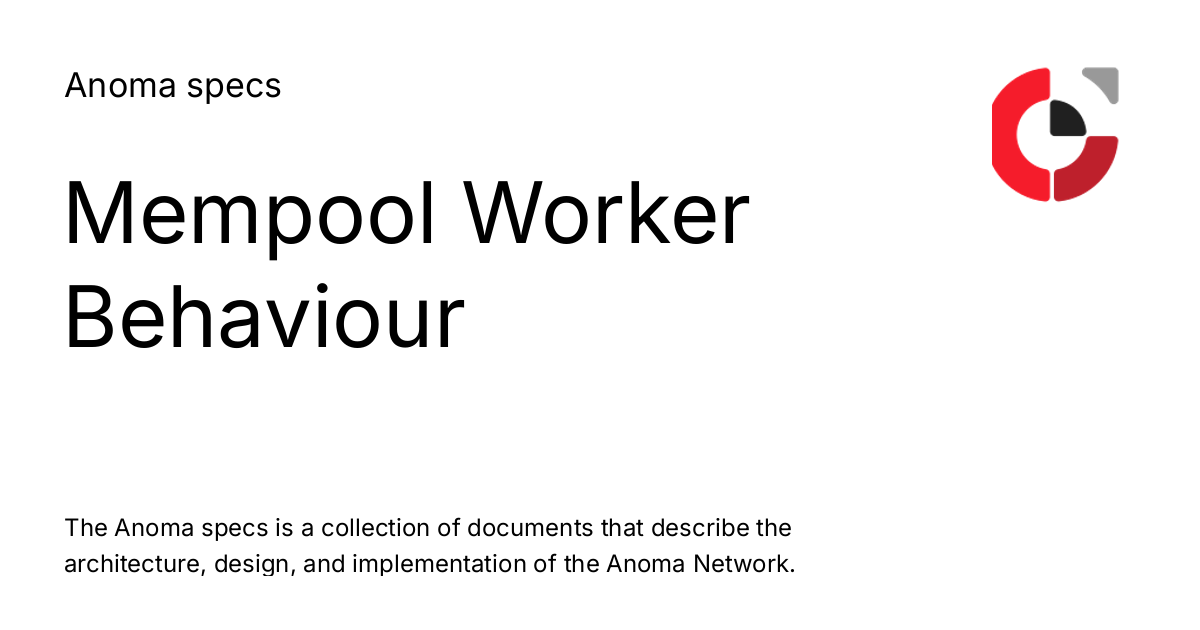 Anoma specs
Mempool Worker
Behaviour
The Anoma specs is a collection of documents that describe the
architecture, design, and implementation of the Anoma Network.